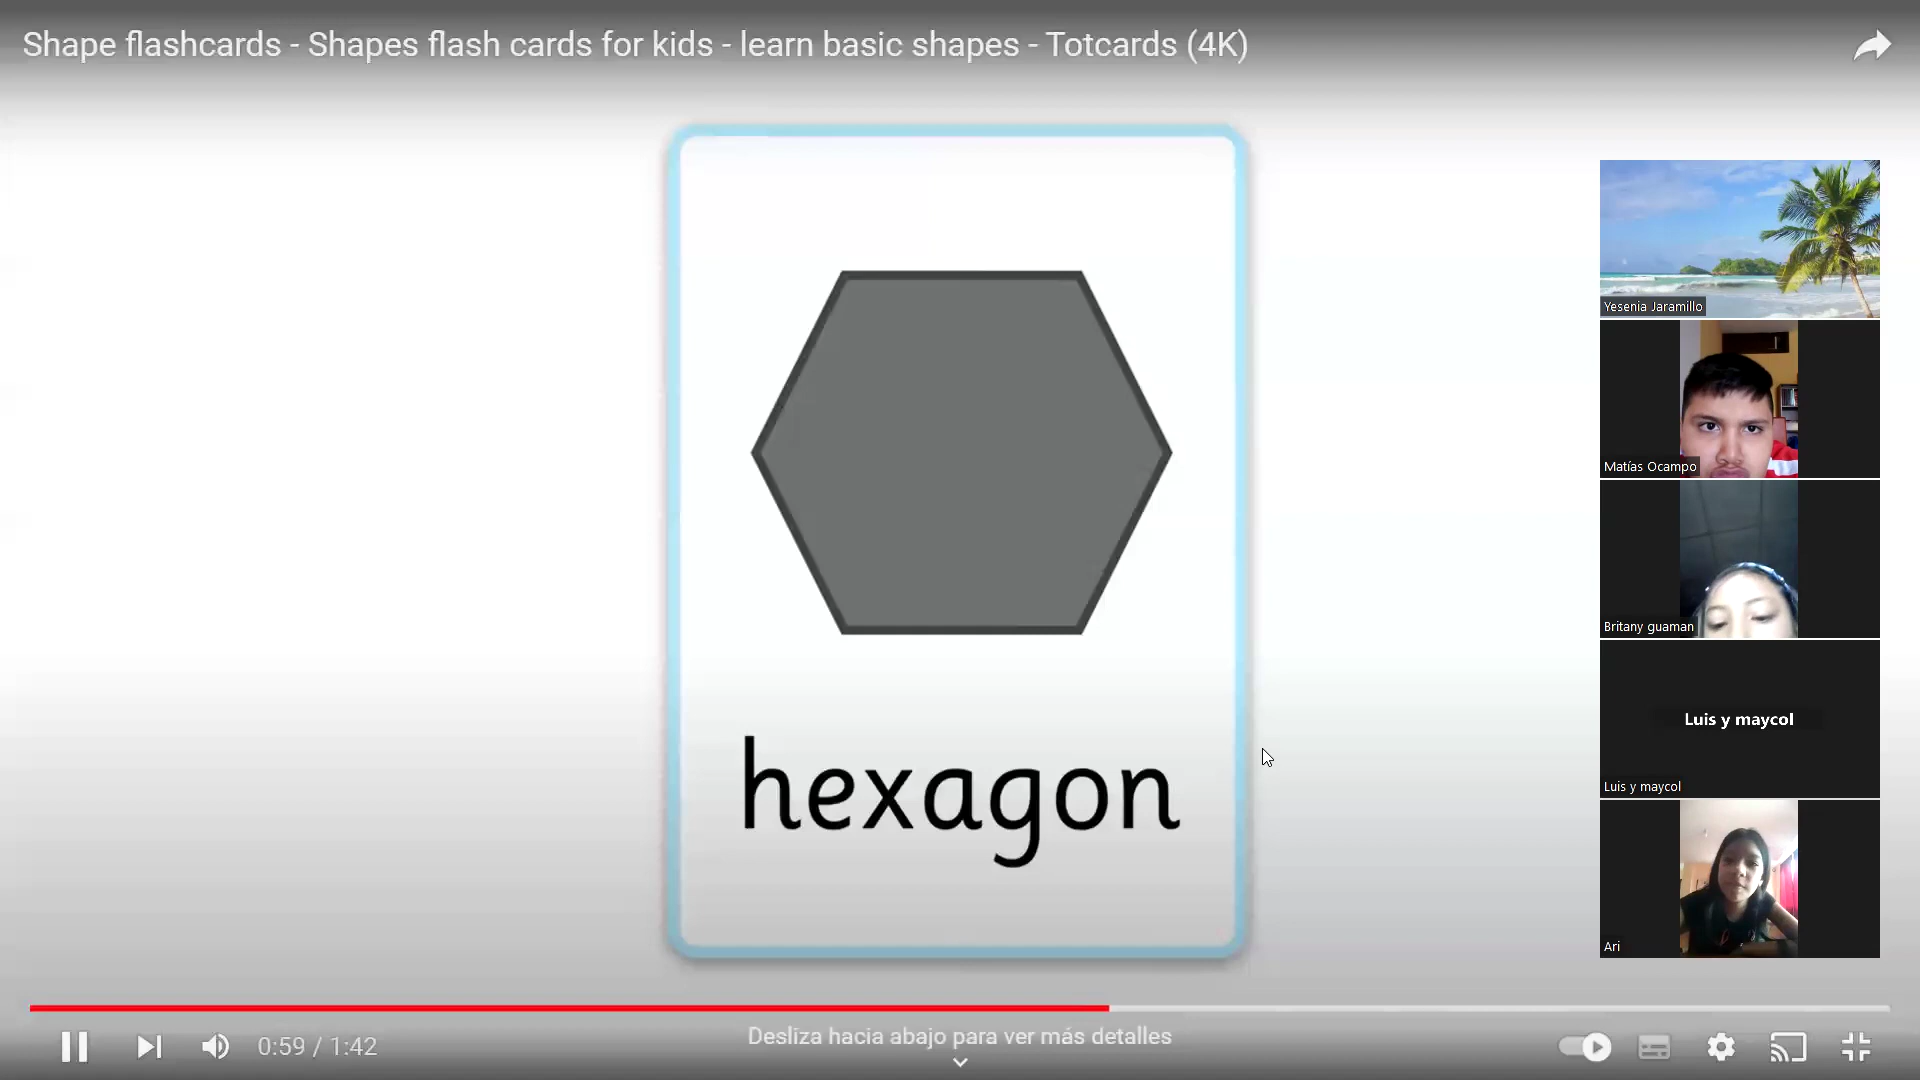 Shape flashcards - Shapes flash cards for kids - learn basic shapes - Totcards (4K)
hexagon
Yesenia Jaramillo
Matías Ocampo
Britany guaman
Luis y maycol
Luis y maycol
Ari
0:59 / 1:42
Desliza hacia abajo para ver más detalles